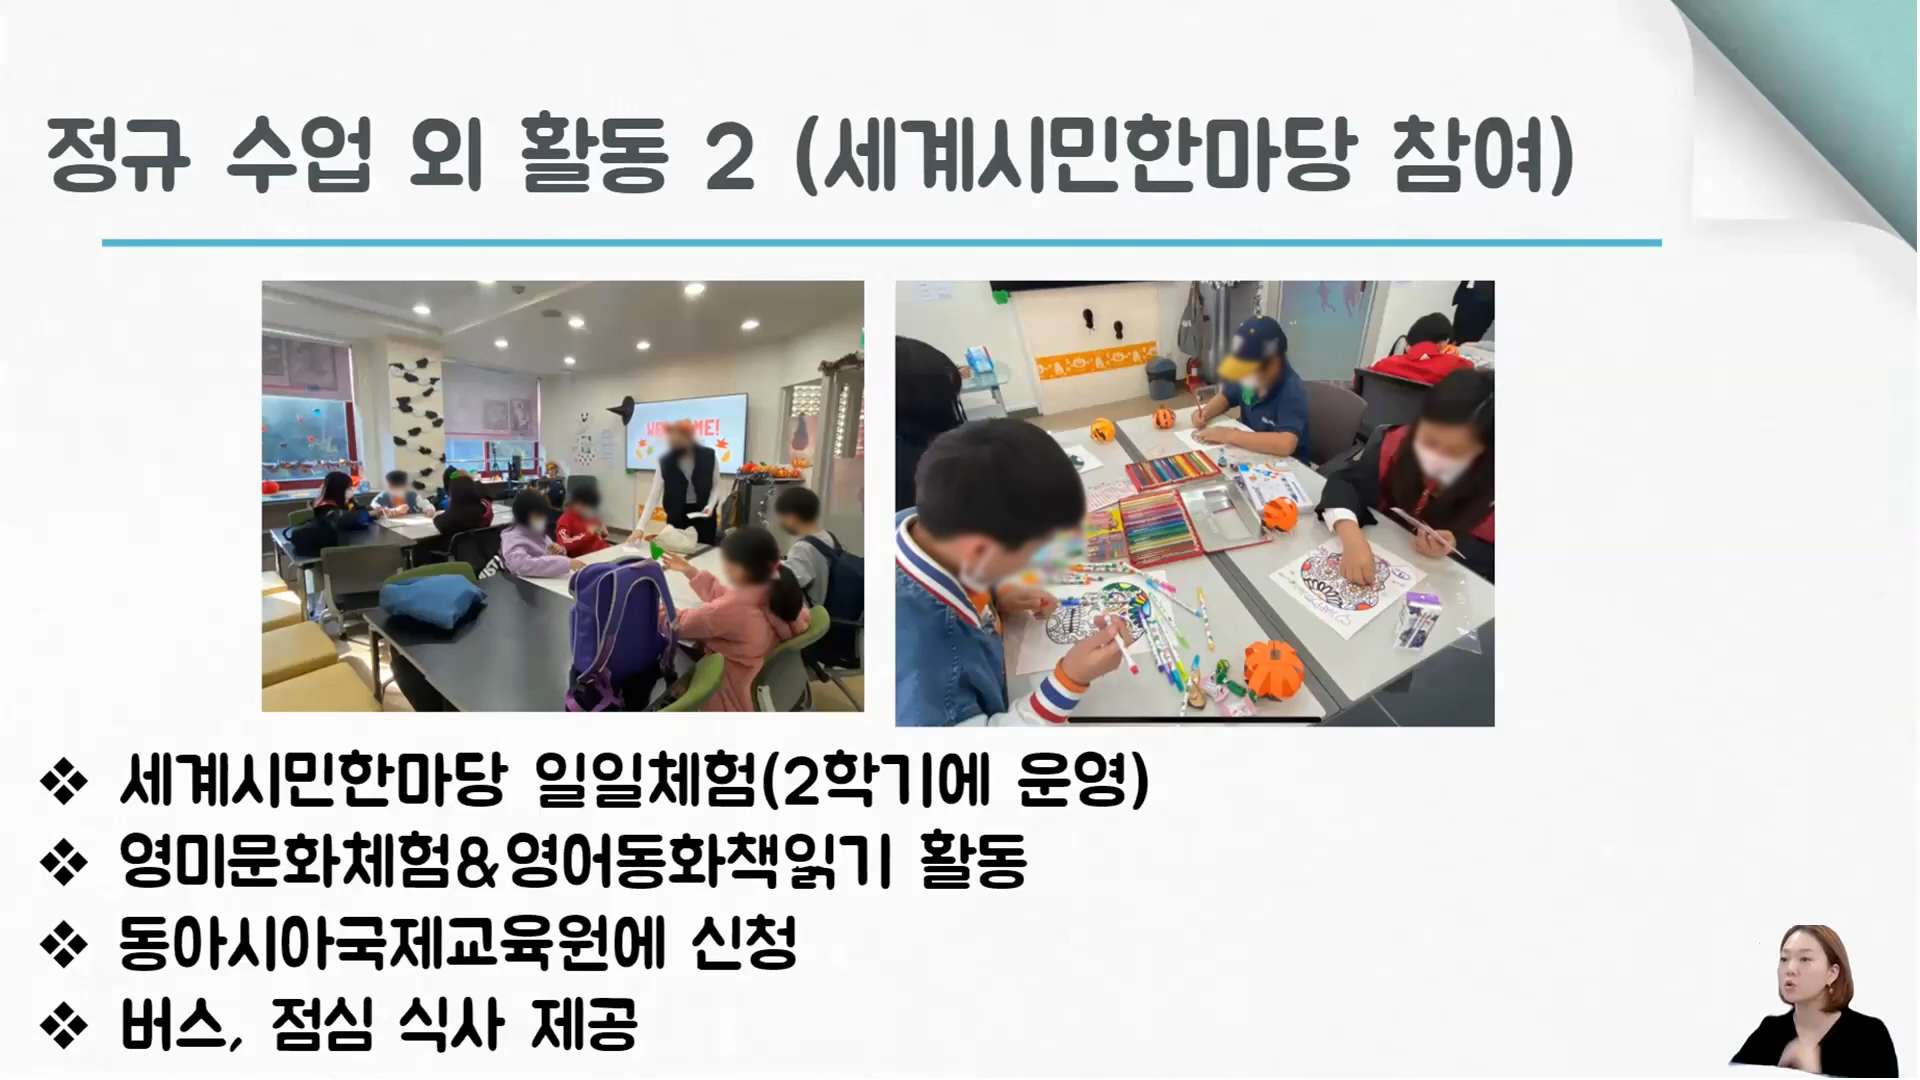 정규 수업 외 활동 2 (세계시민한마당 참여)
❖ 세계시민한마당 일일체험(2학기에 운영)
❖ 영미문화체험&영어동화책읽기 활동
❖ 동아시아국제교육원에 신청
❖ 버스, 점심 식사 제공